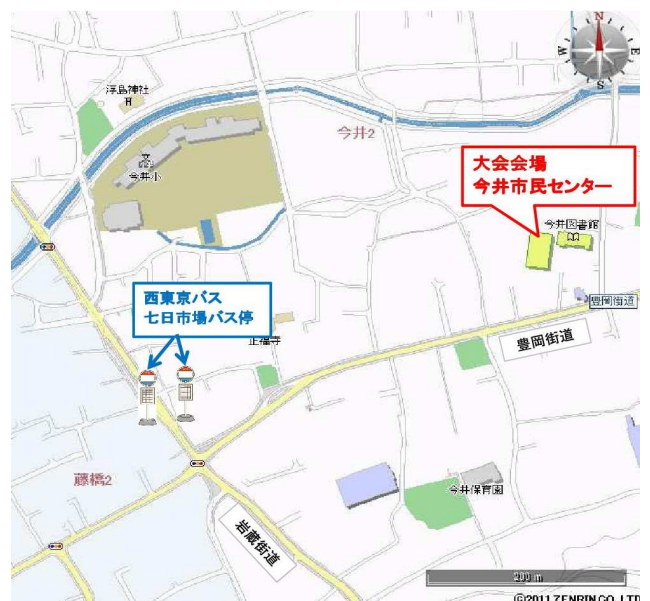 N
W
E
S
浮島神社
今井2
文
今井小
大会会場
今井市民センター
今井図書館
西東京バス
七日市場バス停
豊岡街道
豊岡街道
正福寺
藤橋2
今井保育園
岩蔵街道
200 m
©2011 ZENRIN CO., LTD